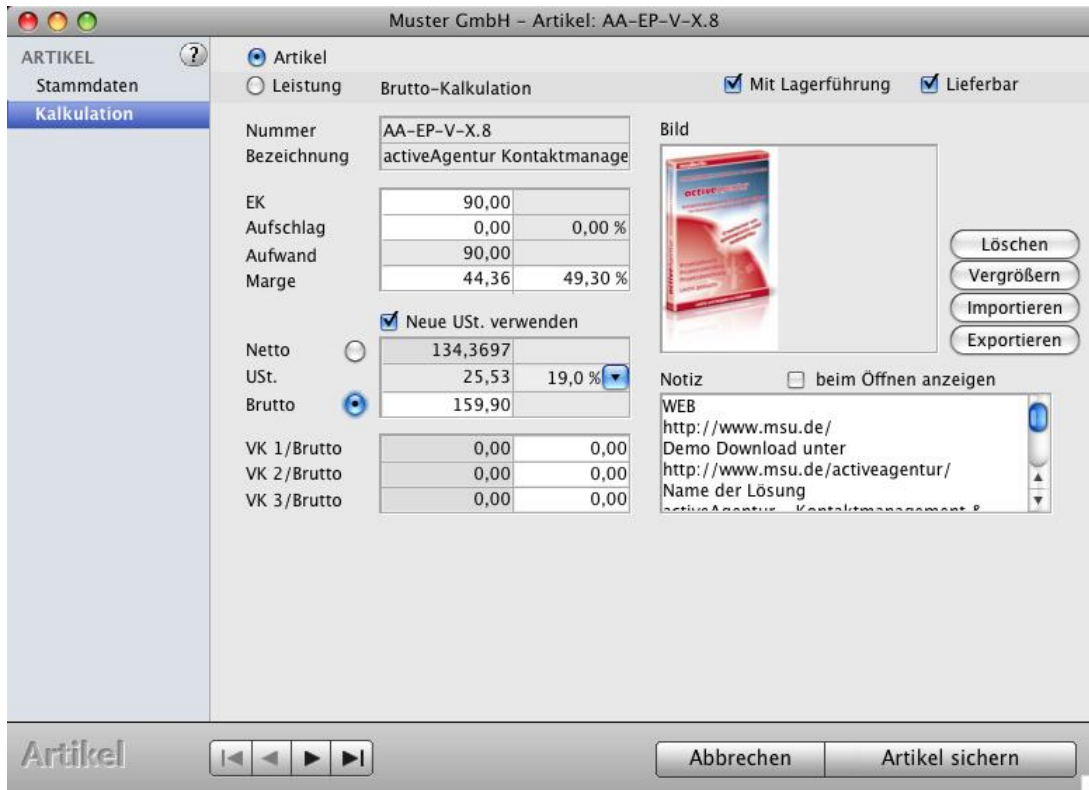 Muster GmbH – Artikel: AA-EP-V-X.8
ARTIKEL ?
Stammdaten
Kalkulation
Artikel
Leistung Brutto-Kalkulation Mit Lagerführung Lieferbar
Nummer AA-EP-V-X.8
Bezeichnung activeAgentur Kontaktmanage
EK 90,00
Aufschlag 0,00 0,00 %
Aufwand 90,00
Marge 44,36 49,30 %
Neue USt. verwenden
Netto 134,3697
USt. 25,53 19,0 %
Brutto 159,90
VK 1/Brutto 0,00 0,00
VK 2/Brutto 0,00 0,00
VK 3/Brutto 0,00 0,00
Bild
Löschen
Vergrößern
Importieren
Exportieren
Notiz beim Öffnen anzeigen
WEB
http://www.msu.de/
Demo Download unter
http://www.msu.de/activeagentur/
Name der Lösung
activeAgentur – Kontaktmanagement &
Artikel Abbrechen Artikel sichern